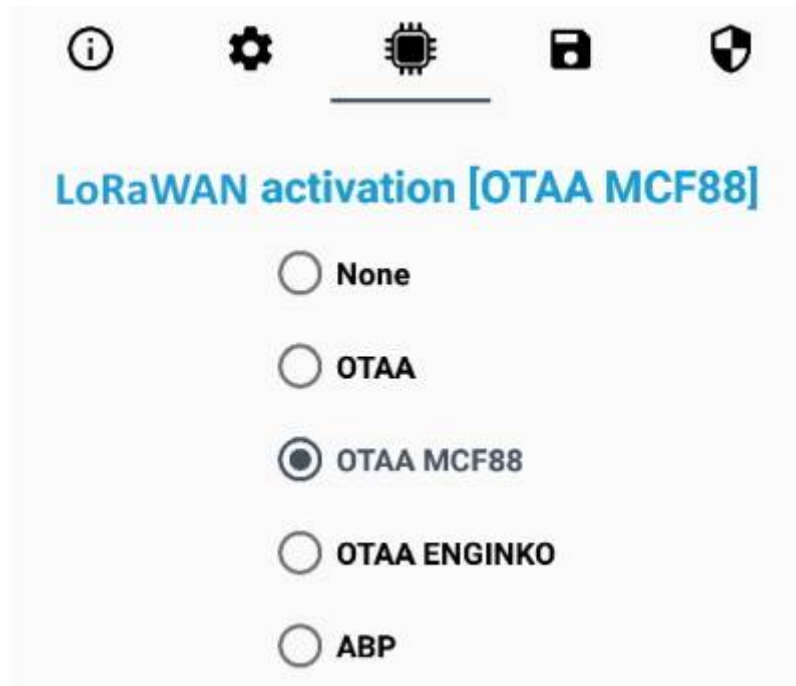 LoRaWAN activation [OTAA MCF88]
None
OTAA
OTAA MCF88
OTAA ENGINKO
ABP